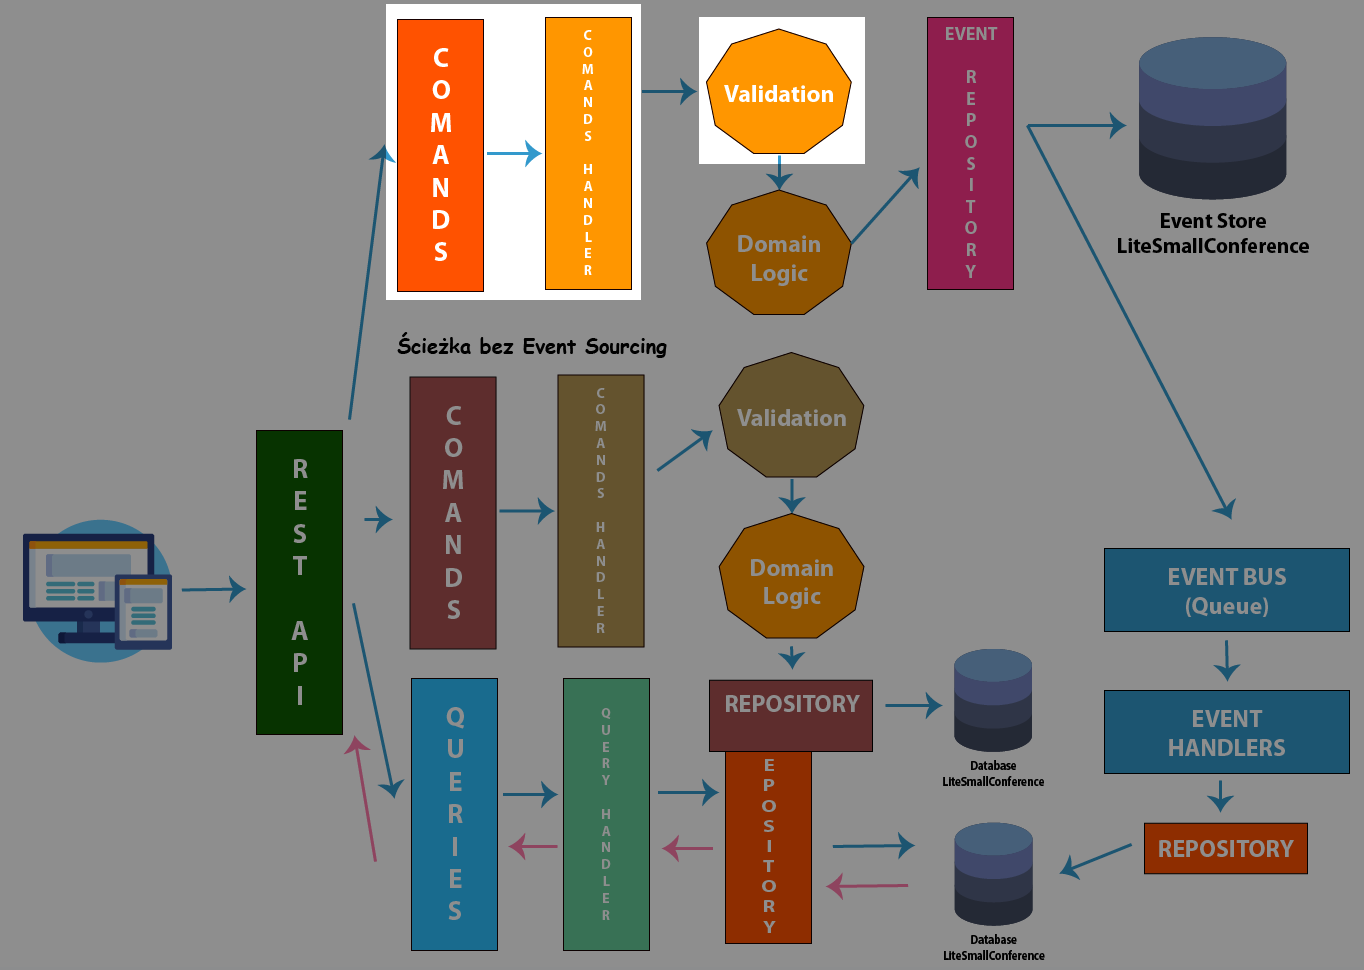 COMANDS
COMANDS HANDLER
Validation
Domain
Logic
EVENT
REPOSITORY
Event Store
LiteSmallConference
Ścieżka bez Event Sourcing
REST API
COMANDS
COMANDS HANDLER
Validation
Domain
Logic
REPOSITORY
Database
LiteSmallConference
EVENT BUS
(Queue)
EVENT
HANDLERS
REPOSITORY
QUERIES
QUERY HANDLER
EPOSITORY
Database
LiteSmallConference